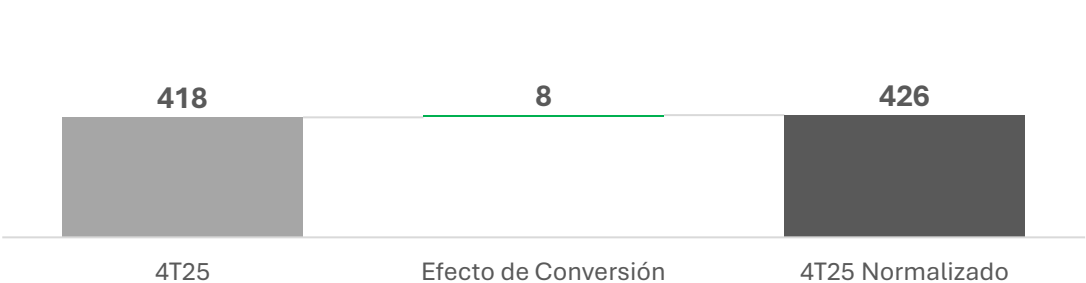 418
8
426
4T25
Efecto de Conversión
4T25 Normalizado